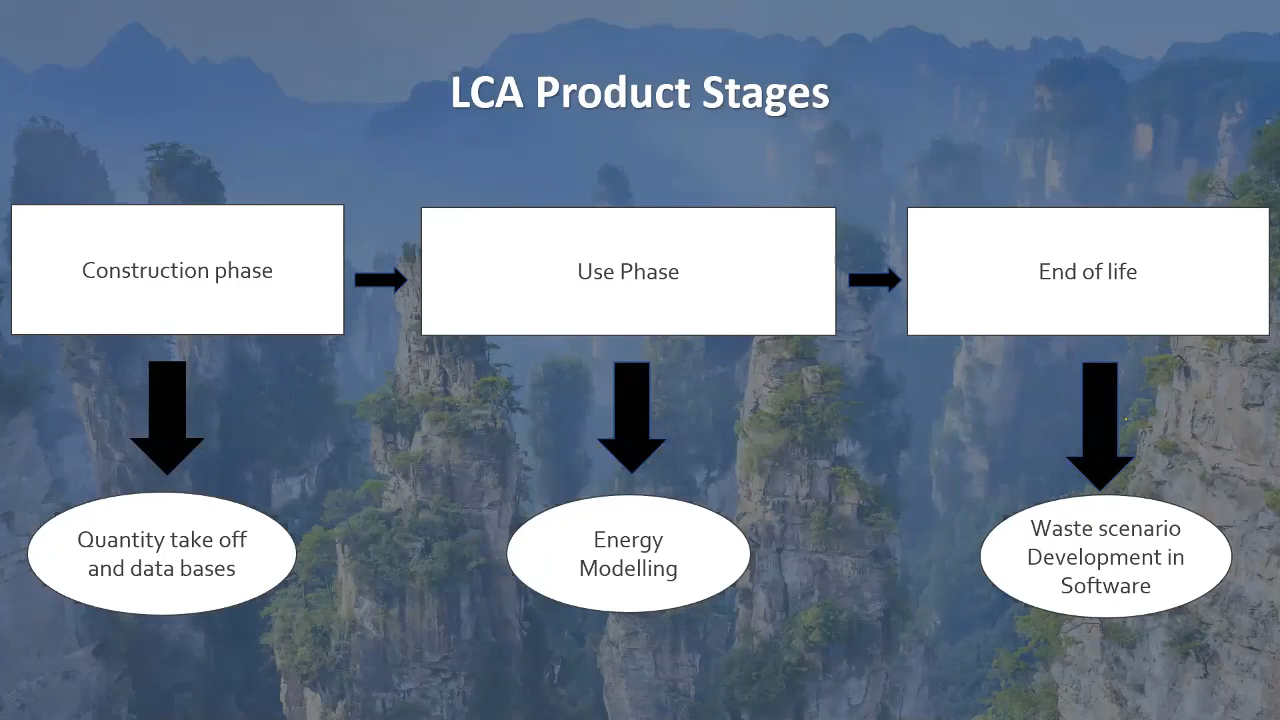 LCA Product Stages
Construction phase
Use Phase
End of life
Quantity take off
and data bases
Energy
Modelling
Waste scenario
Development in
Software